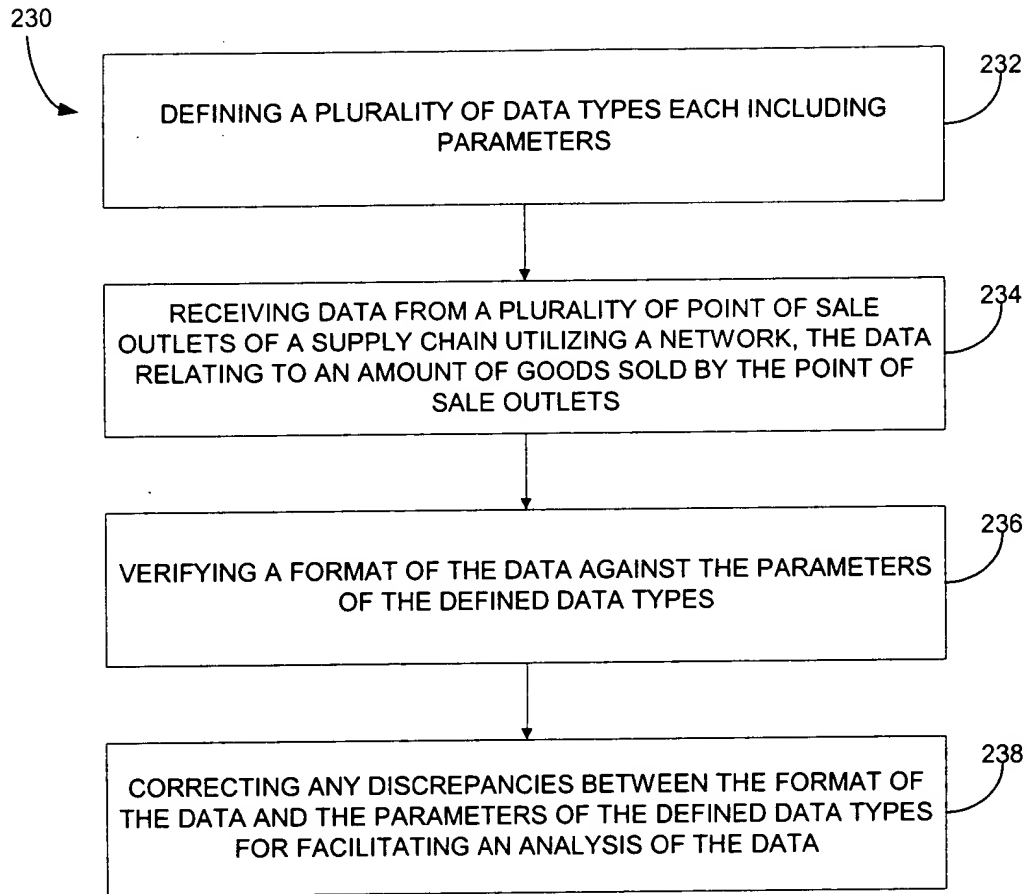 230
232
DEFINING A PLURALITY OF DATA TYPES EACH INCLUDING
PARAMETERS
234
RECEIVING DATA FROM A PLURALITY OF POINT OF SALE
OUTLETS OF A SUPPLY CHAIN UTILIZING A NETWORK, THE DATA
RELATING TO AN AMOUNT OF GOODS SOLD BY THE POINT OF
SALE OUTLETS
236
VERIFYING A FORMAT OF THE DATA AGAINST THE PARAMETERS
OF THE DEFINED DATA TYPES
238
CORRECTING ANY DISCREPANCIES BETWEEN THE FORMAT OF
THE DATA AND THE PARAMETERS OF THE DEFINED DATA TYPES
FOR FACILITATING AN ANALYSIS OF THE DATA